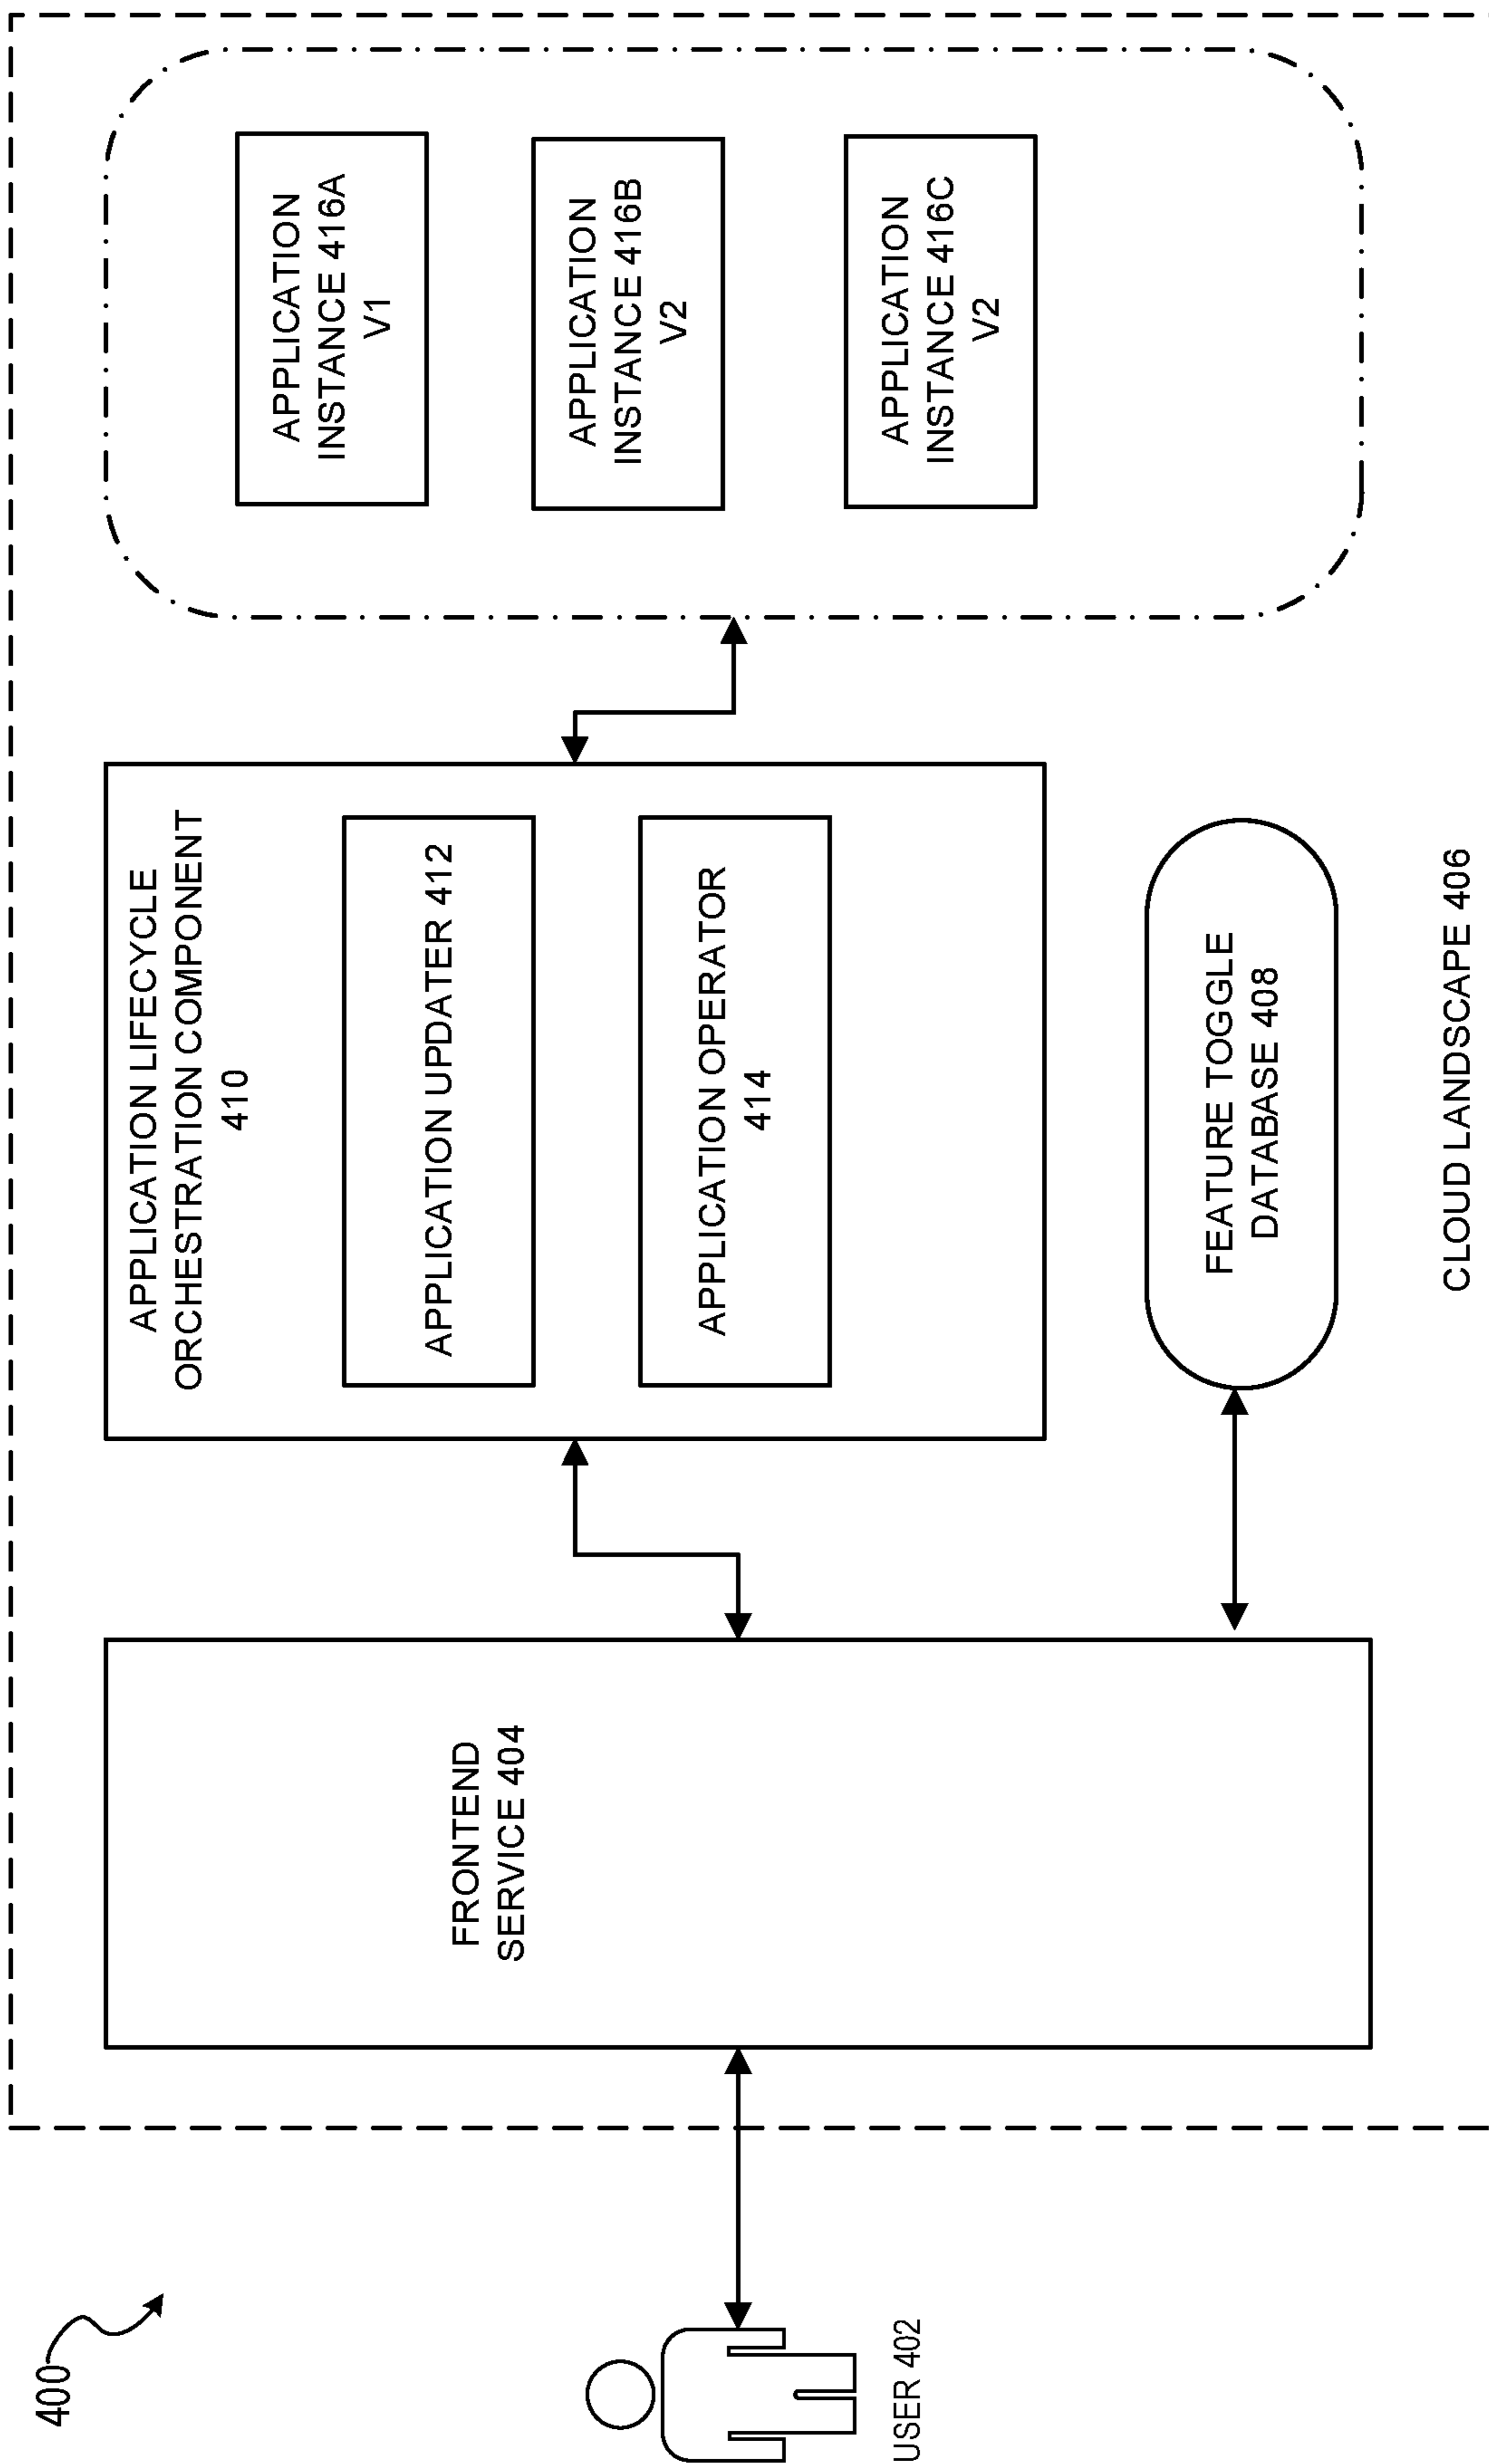 400
USER 402
FRONTEND
SERVICE 404
APPLICATION LIFECYCLE
ORCHESTRATION COMPONENT
410
APPLICATION UPDATER 412
APPLICATION OPERATOR
414
FEATURE TOGGLE
DATABASE 408
CLOUD LANDSCAPE 406
APPLICATION
INSTANCE 416A
V1
APPLICATION
INSTANCE 416B
V2
APPLICATION
INSTANCE 416C
V2